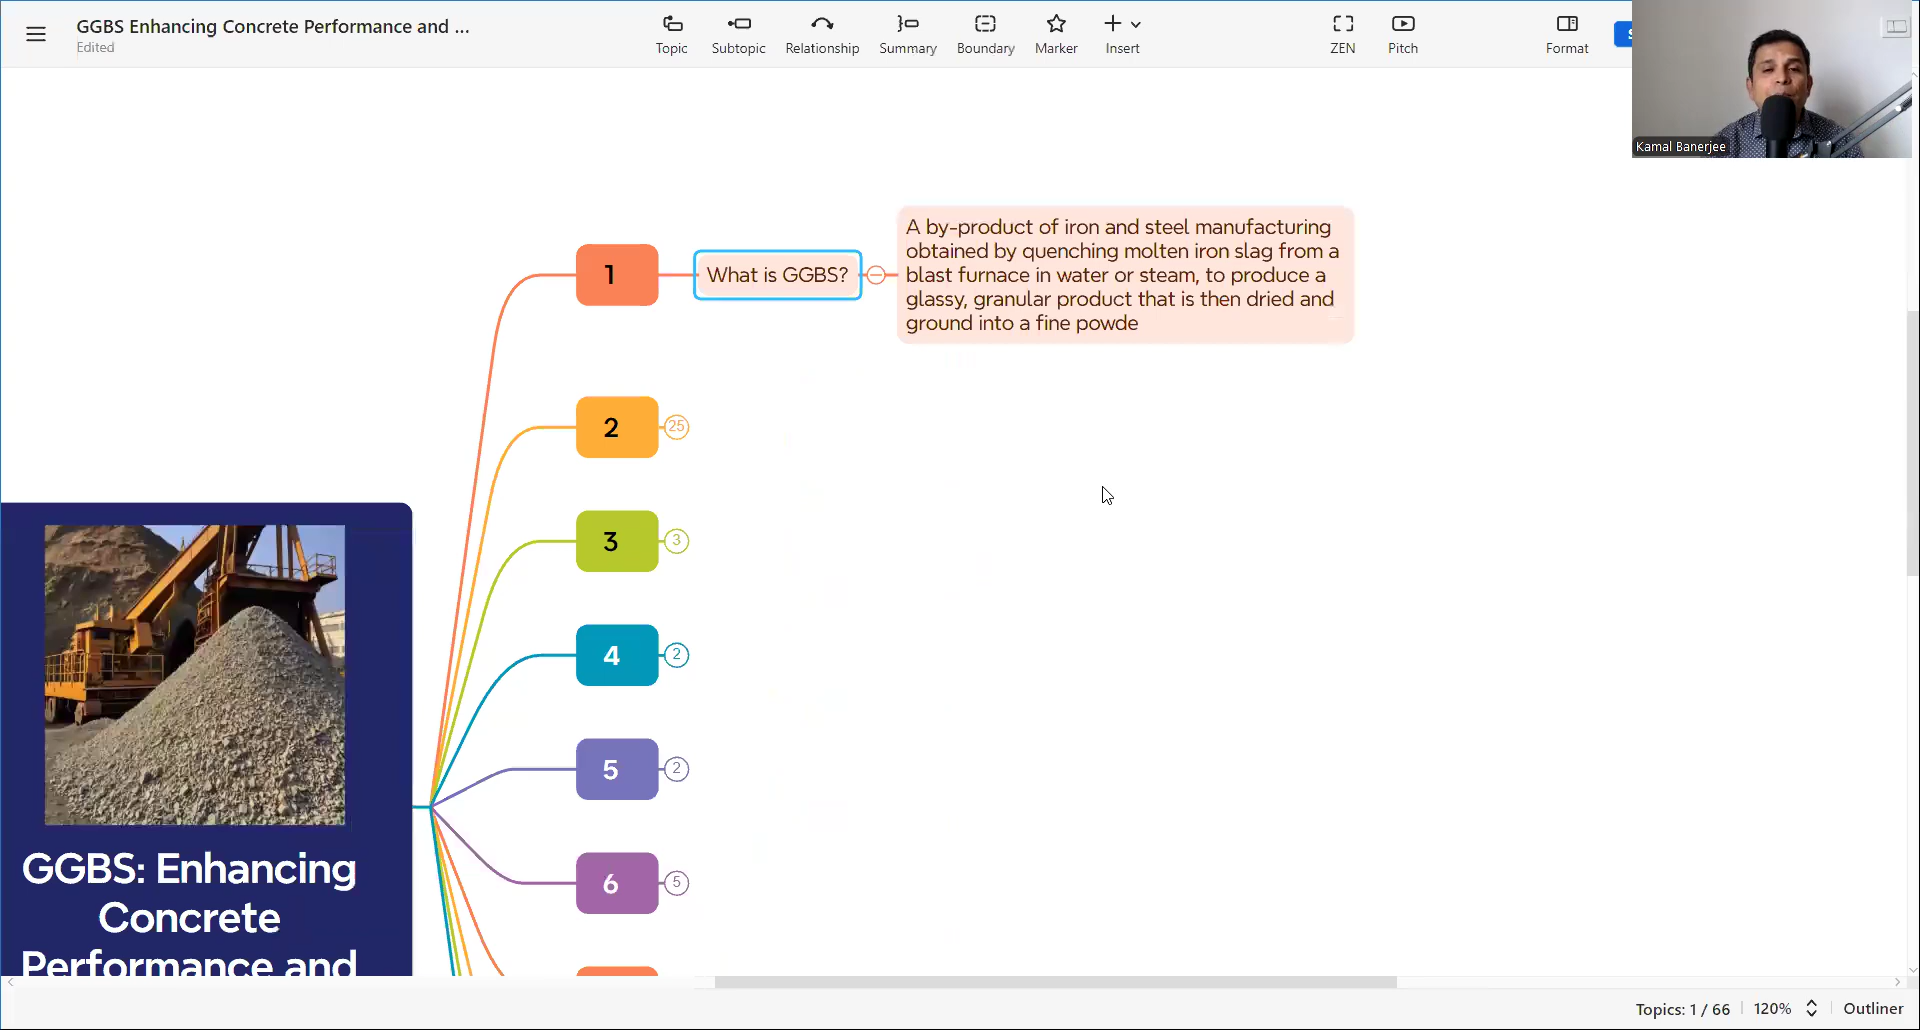 GGBS Enhancing Concrete Performance and ...
Edited
Topic
Subtopic
Relationship
Summary
Boundary
Marker
Insert
ZEN
Pitch
Format
Kamal Banerjee
1
What is GGBS?
A by-product of iron and steel manufacturing
obtained by quenching molten iron slag from a
blast furnace in water or steam, to produce a
glassy, granular product that is then dried and
ground into a fine powde
2
25
3
3
4
2
5
2
6
5
GGBS: Enhancing
Concrete
Performance and
Topics: 1 / 66
120%
Outliner